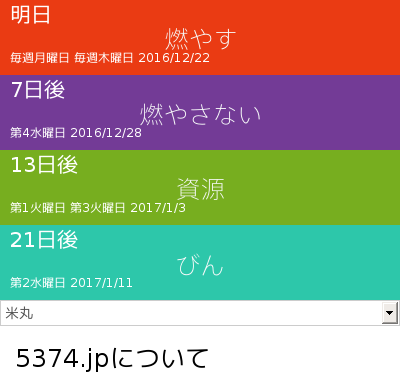 明日
燃やす
毎週月曜日 毎週木曜日 2016/12/22
7日後
燃やさない
第4水曜日 2016/12/28
13日後
資源
第1火曜日 第3火曜日 2017/1/3
21日後
びん
第2水曜日 2017/1/11
米丸
5374.jpについて